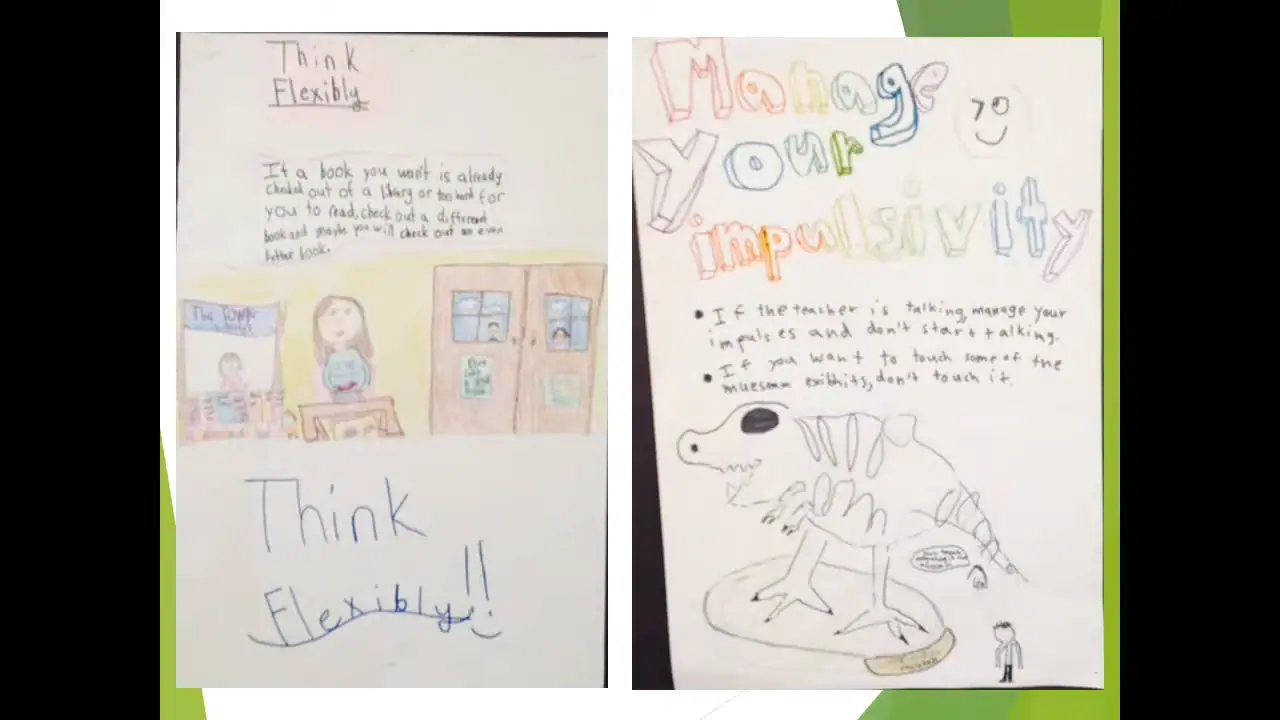 Think
Flexibly
If a book you want is already
checked out of a library or too hard for
you to read, check out a different
book and maybe you will check out an even
better book.
The
Think
Flexibly!!
Manage
Your
impulsivity
• If the teacher is talking, manage your
impulses and don't start talking.
• If you want to touch some of the
muesem exibhits, don't touch it.